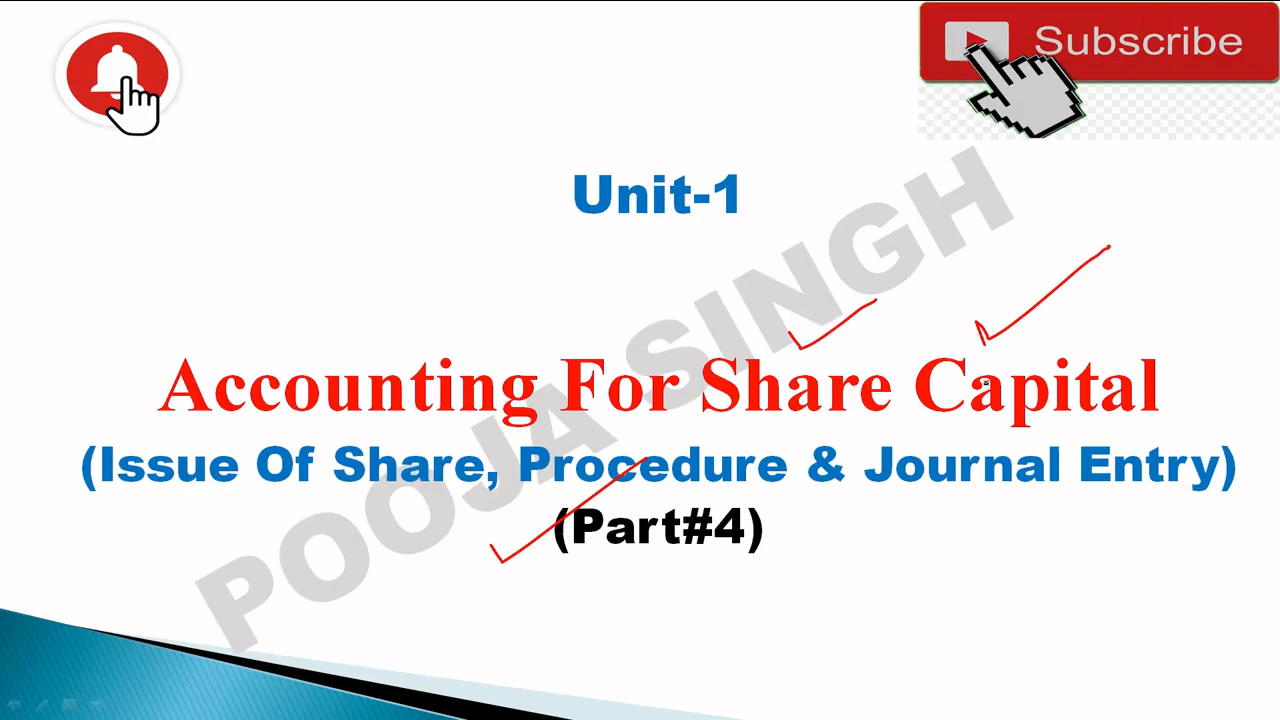 Subscribe
Unit-1
Accounting For Share Capital
(Issue Of Share, Procedure & Journal Entry)
(Part#4)
POOJA SINGH